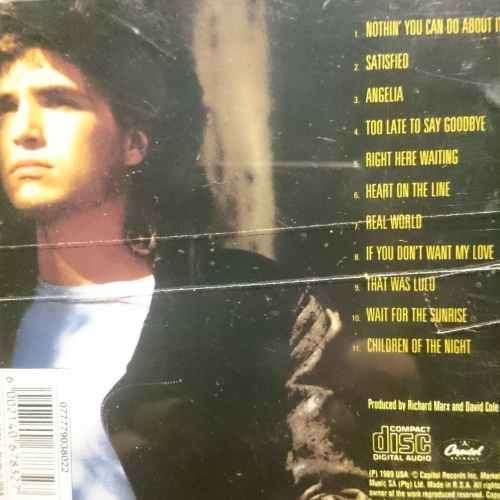 1. NOTHIN' YOU CAN DO ABOUT IT
2. SATISFIED
3. ANGELIA
4. TOO LATE TO SAY GOODBYE
5. RIGHT HERE WAITING
6. HEART ON THE LINE
7. REAL WORLD
8. IF YOU DON'T WANT MY LOVE
9. THAT WAS LULU
10. WAIT FOR THE SUNRISE
11. CHILDREN OF THE NIGHT
Produced by Richard Marx and David Cole
COMPACT
disc
DIGITAL AUDIO
Capitol
(P) 1989 USA © Capitol Records Inc. Market
Music SA (Pty) Ltd. Made in R.S.A. All rights
owner of the work reproduced reserved.
077779038022